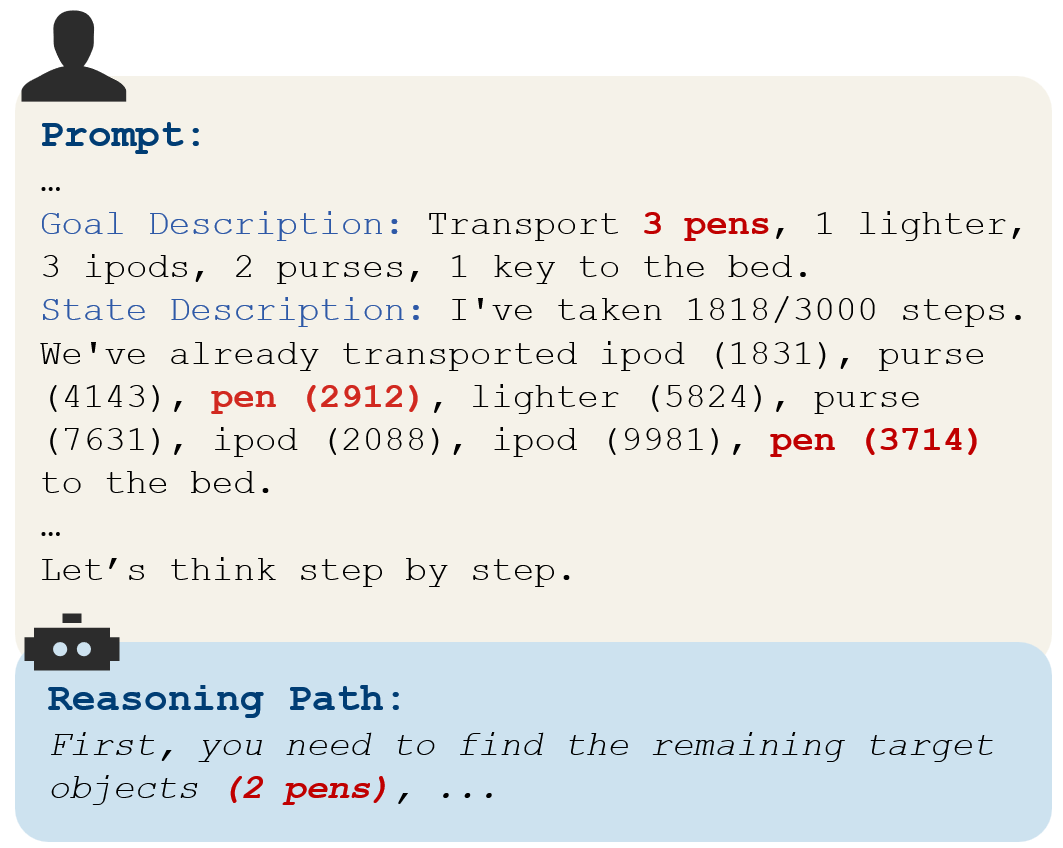 Prompt:
…
Goal Description: Transport 3 pens, 1 lighter,
3 ipods, 2 purses, 1 key to the bed.
State Description: I've taken 1818/3000 steps.
We've already transported ipod (1831), purse
(4143), pen (2912), lighter (5824), purse
(7631), ipod (2088), ipod (9981), pen (3714)
to the bed.
…
Let’s think step by step.
Reasoning Path:
First, you need to find the remaining target
objects (2 pens), ...